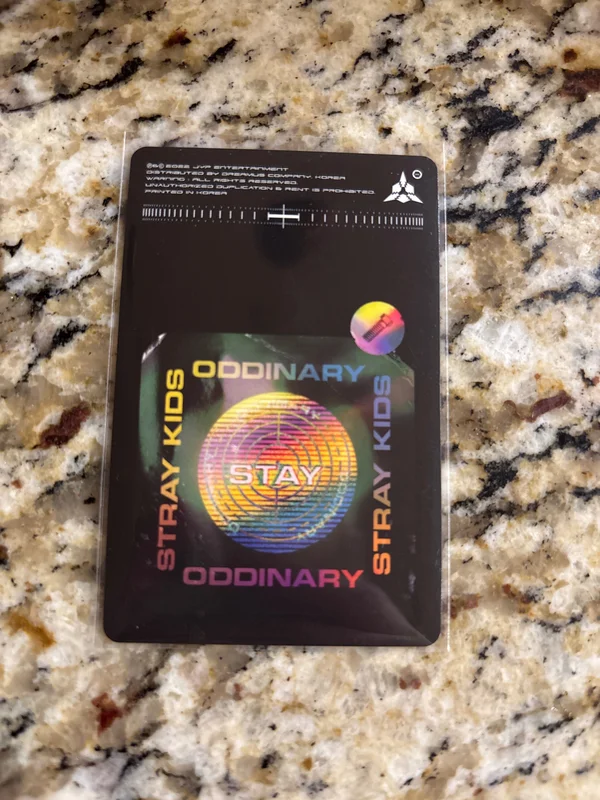 ℗&© 2022 JYP ENTERTAINMENT
DISTRIBUTED BY DREAMUS COMPANY. KOREA
WARNING : ALL RIGHTS RESERVED.
UNAUTHORIZED DUPLICATION & RENT IS PROHIBITED.
PRINTED IN KOREA
ODDINARY
STRAY KIDS
STAY
STRAY KIDS
ODDINARY